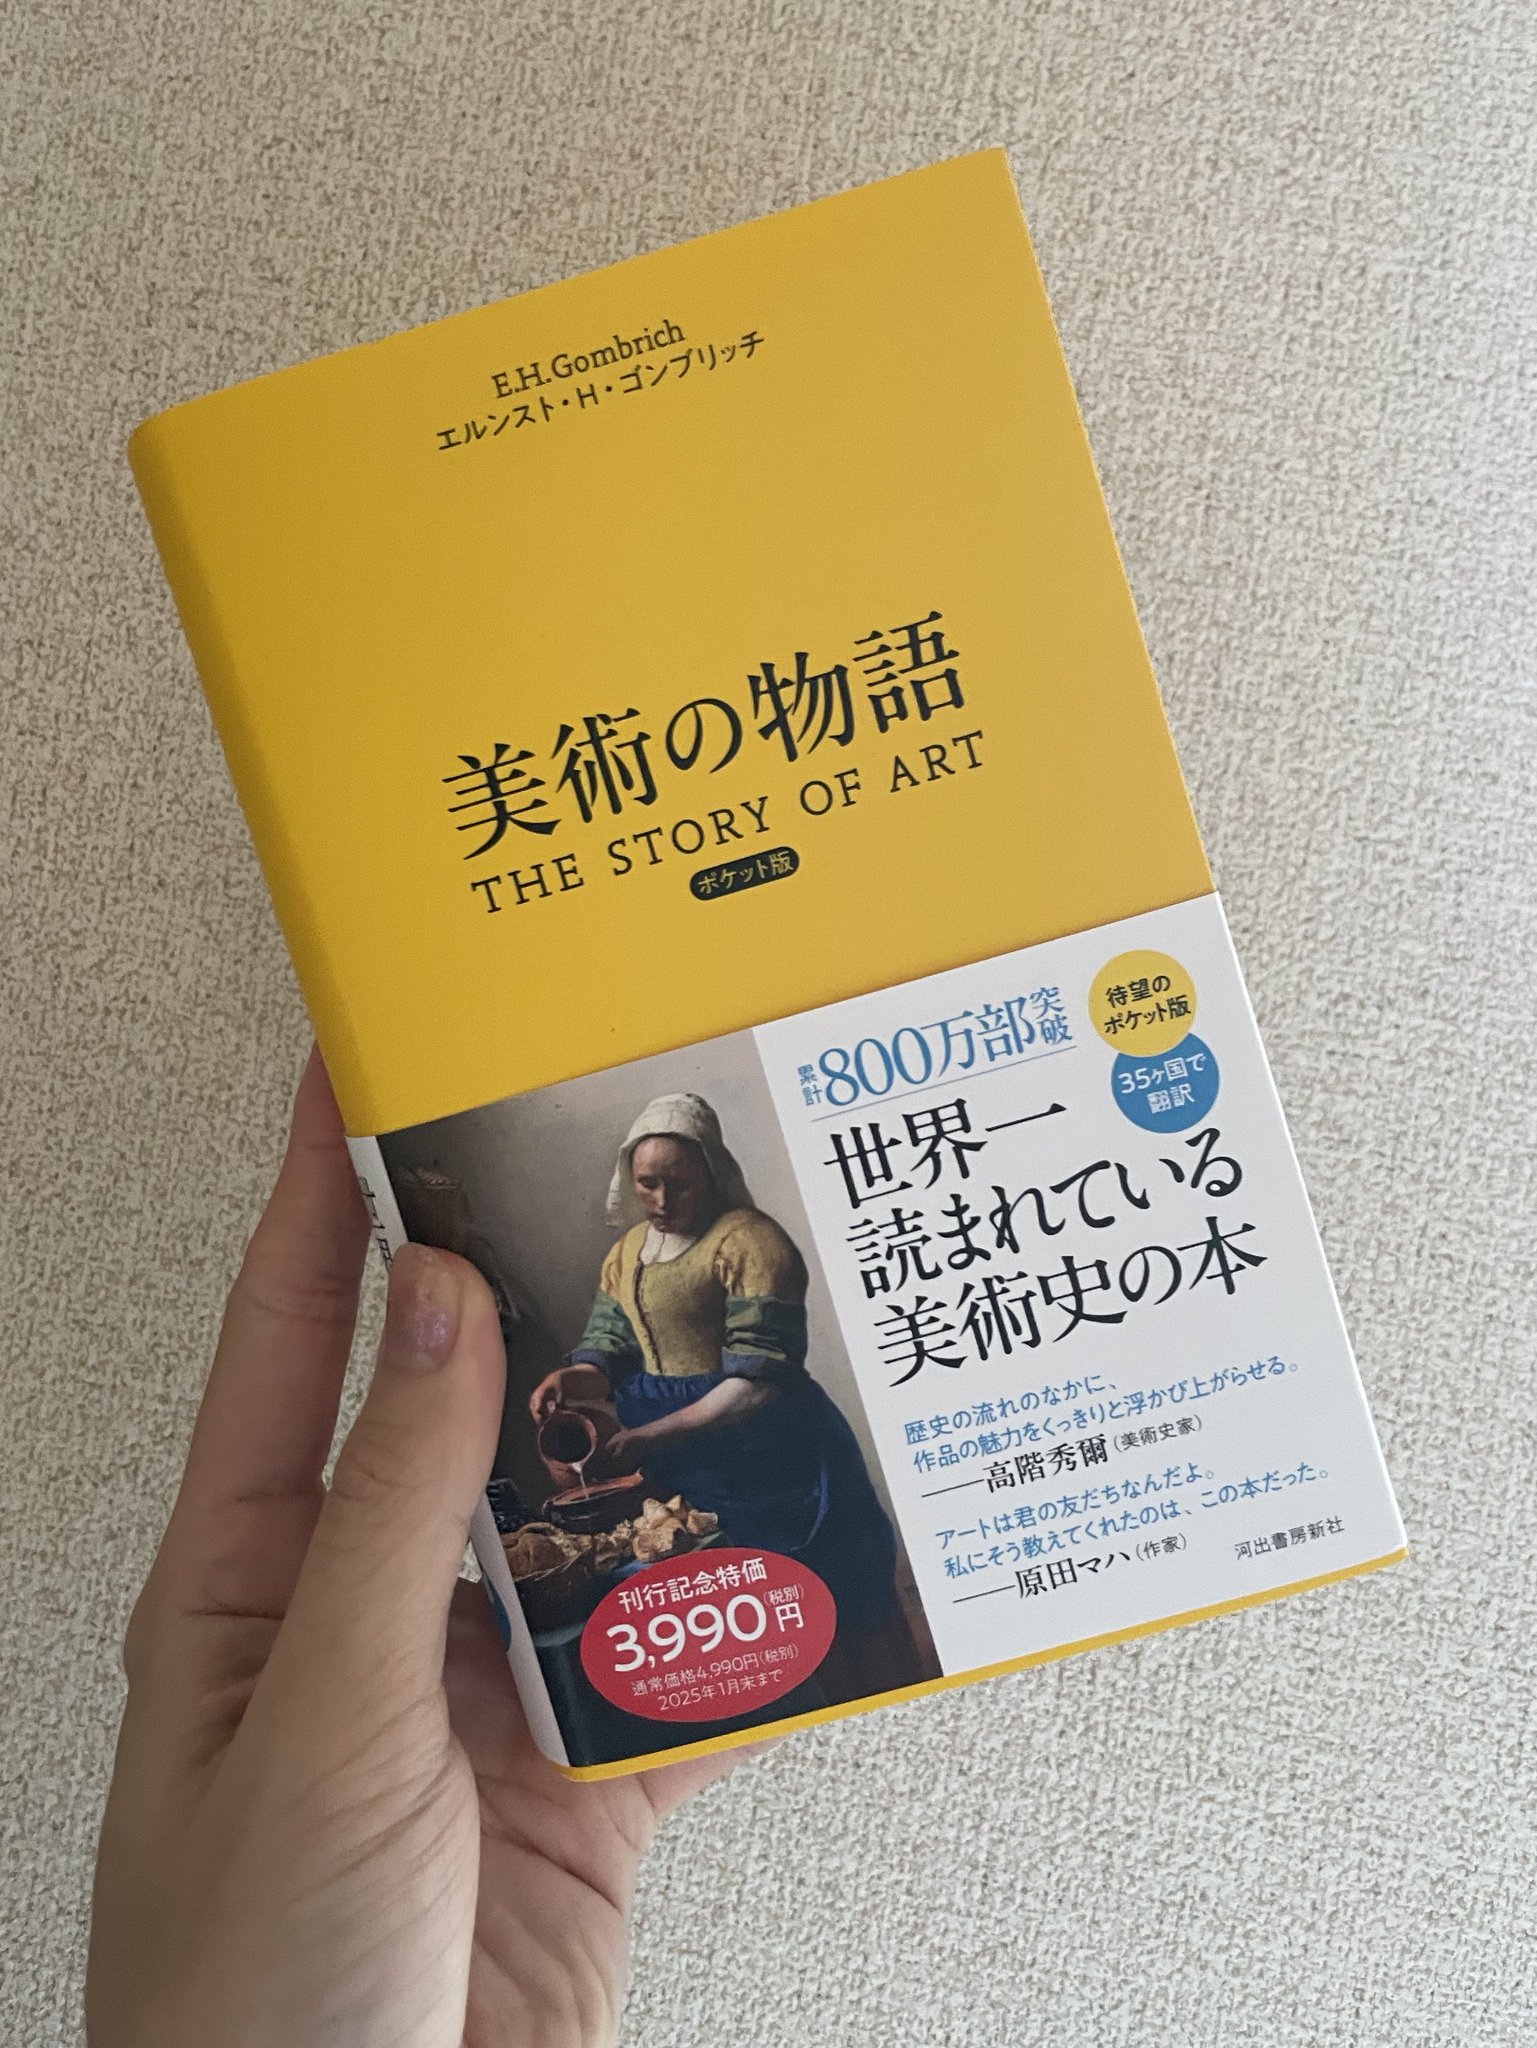 E.H.Gombrich
エルンスト・H・ゴンブリッチ
美術の物語
THE STORY OF ART
ポケット版
待望の
ポケット版
35ヶ国で
翻訳
累計800万部突破
世界一
読まれている
美術史の本
歴史の流れのなかに、
作品の魅力をくっきりと浮かび上がらせる。
——高階秀爾(美術史家)
アートは君の友だちなんだよ。
私にそう教えてくれたのは、この本だった。
——原田マハ(作家)
河出書房新社
刊行記念特価
3,990円(税別)
通常価格4,990円(税別)
2025年1月末まで